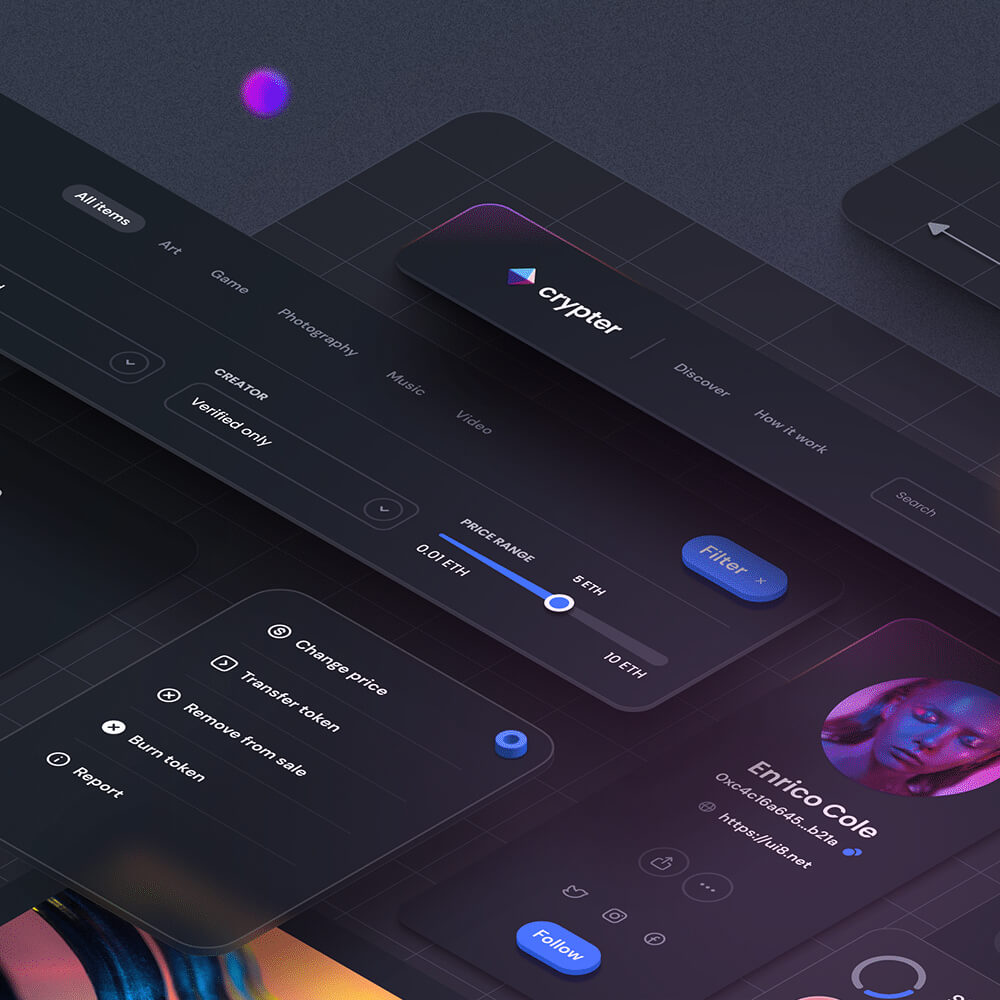 All items
Art
Game
Photography
Music
Video
CREATOR
Verified only
PRICE RANGE
0.01 ETH
5 ETH
10 ETH
Filter
crypter
Discover
How it work
Search
Change price
Transfer token
Remove from sale
Burn token
Report
Enrico Cole
0xc4c16a645...b21a
https://ui8.net
Follow